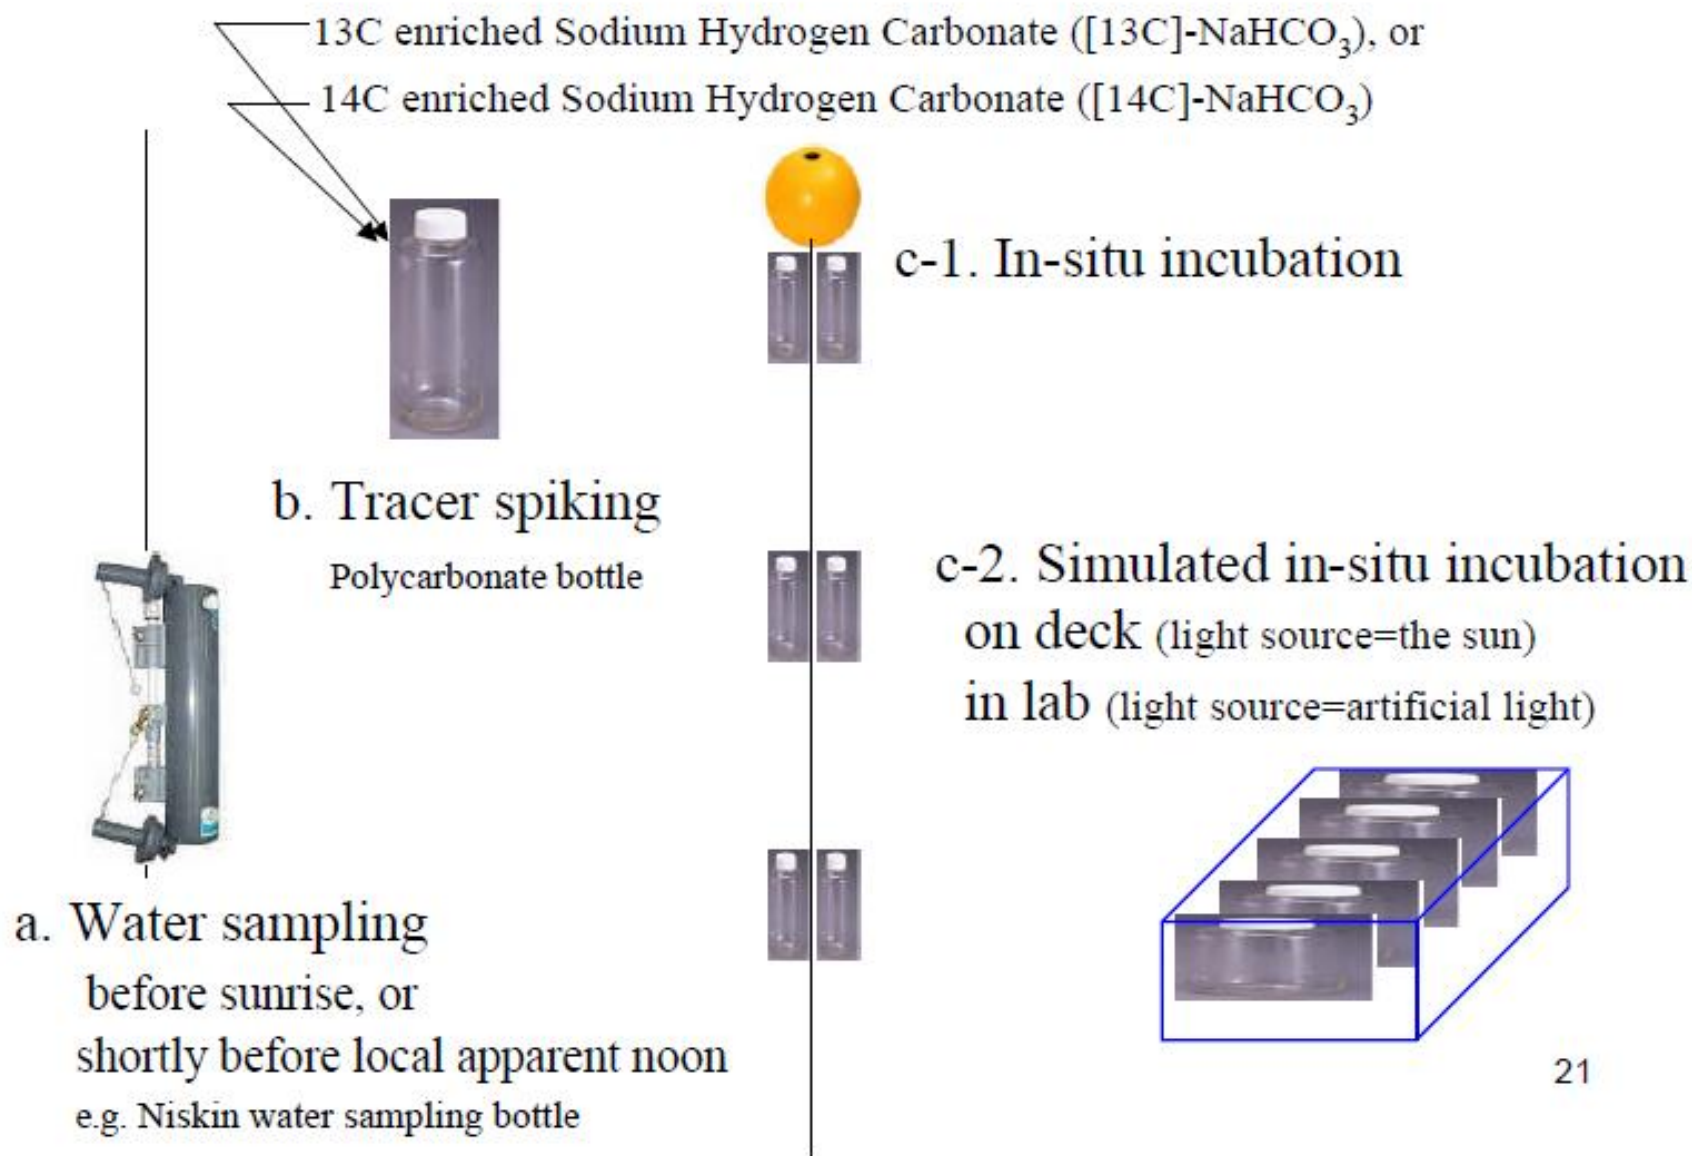 13C enriched Sodium Hydrogen Carbonate ([13C]-NaHCO3), or
14C enriched Sodium Hydrogen Carbonate ([14C]-NaHCO3)
c-1. In-situ incubation
b. Tracer spiking
Polycarbonate bottle
c-2. Simulated in-situ incubation
on deck (light source=the sun)
in lab (light source=artificial light)
a. Water sampling
before sunrise, or
shortly before local apparent noon
e.g. Niskin water sampling bottle
21